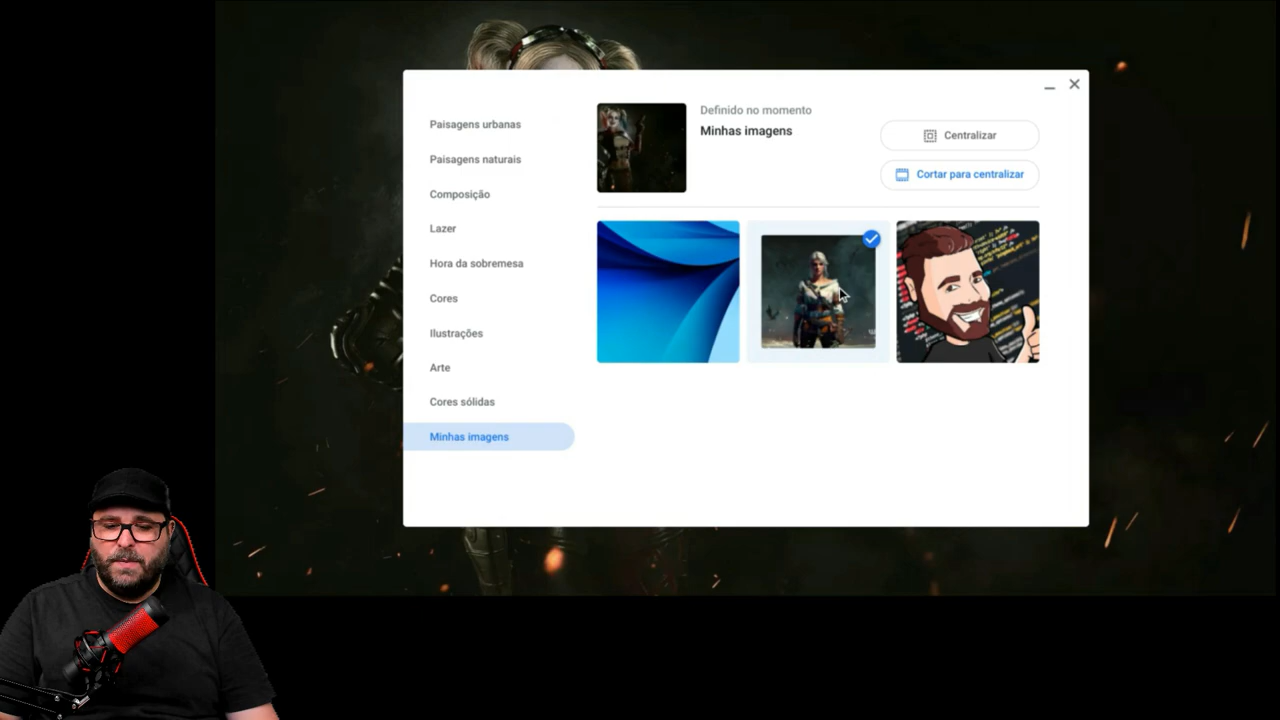 Paisagens urbanas
Paisagens naturais
Composição
Lazer
Hora da sobremesa
Cores
Ilustrações
Arte
Cores sólidas
Minhas imagens
Definido no momento
Minhas imagens
Centralizar
Cortar para centralizar